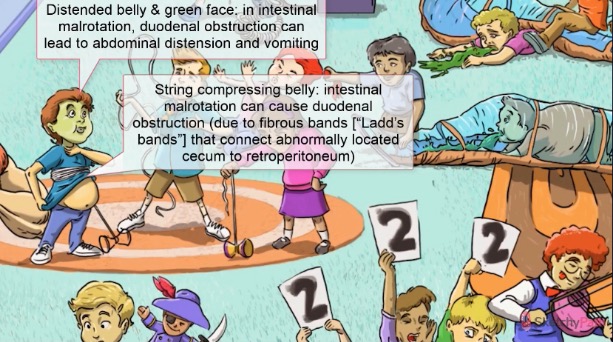 Distended belly & green face: in intestinal
malrotation, duodenal obstruction can
lead to abdominal distension and vomiting
String compressing belly: intestinal
malrotation can cause duodenal
obstruction (due to fibrous bands ["Ladd's
bands"] that connect abnormally located
cecum to retroperitoneum)
2
2
2